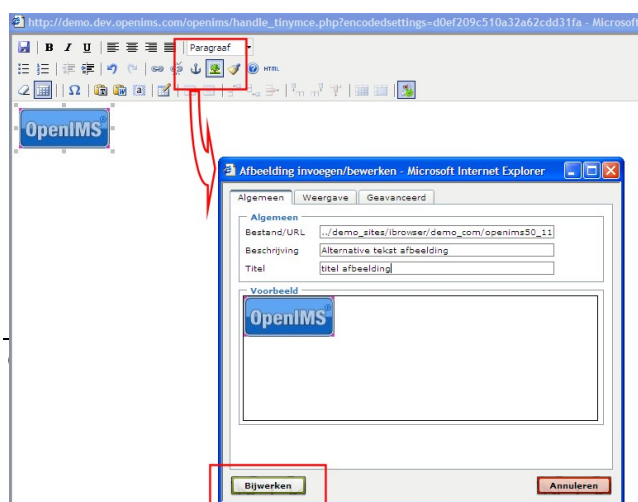 http://demo.dev.openims.com/openims/handle_tinymce.php?encodedsettings=d0ef209c510a32a62cdd31fa - Microsoft
B I U Paragraaf
HTML
OpenIMS®
Afbeelding invoegen/bewerken - Microsoft Internet Explorer
Algemeen Weergave Geavanceerd
Algemeen
Bestand/URL ../demo_sites/ibrowser/demo_com/openims50_11
Beschrijving Alternative tekst afbeelding
Titel titel afbeelding
Voorbeeld
OpenIMS®
Bijwerken Annuleren